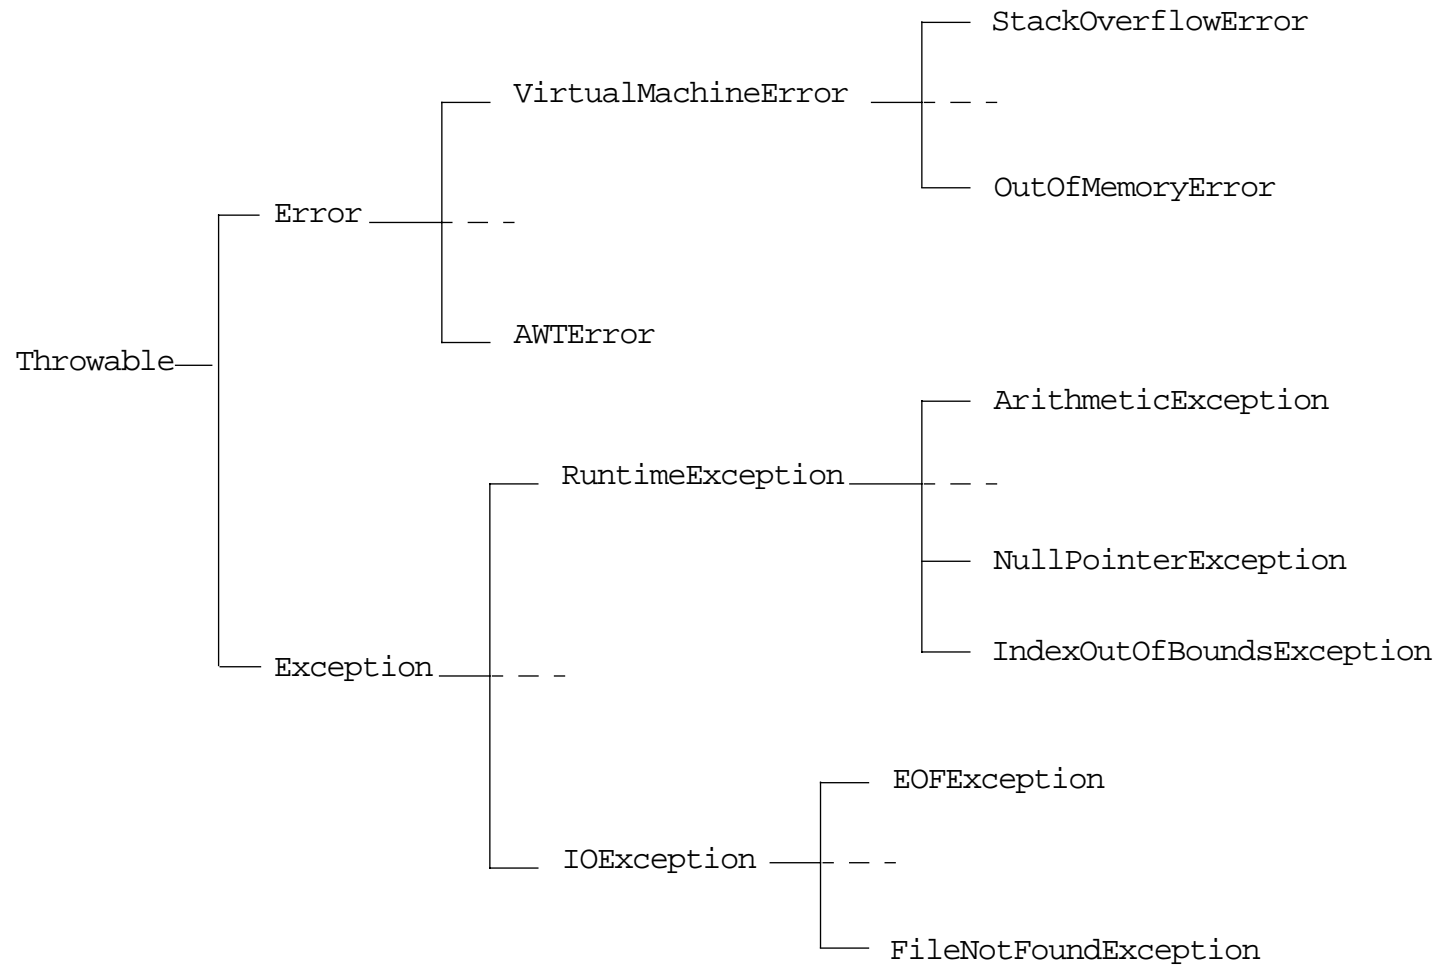 StackOverflowError
VirtualMachineError
OutOfMemoryError
Error
AWTError
Throwable
ArithmeticException
RuntimeException
NullPointerException
IndexOutOfBoundsException
Exception
EOFException
IOException
FileNotFoundException